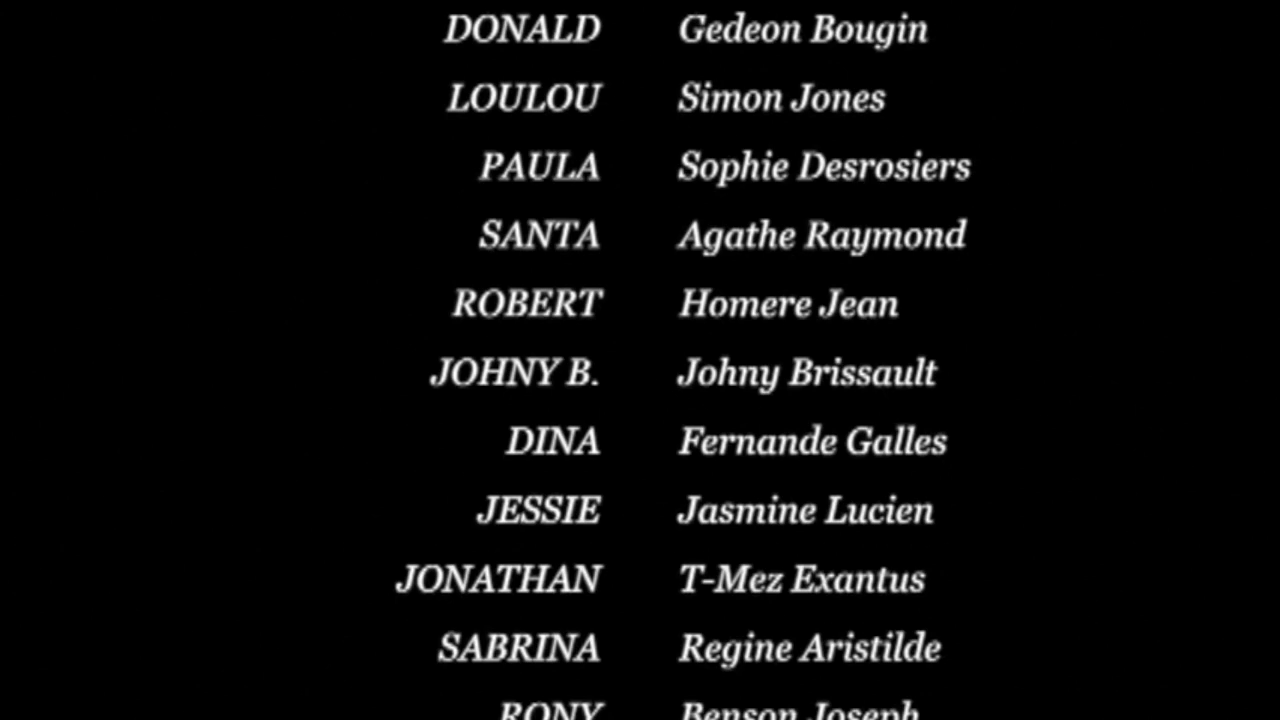 DONALD Gedeon Bougin
LOULOU Simon Jones
PAULA Sophie Desrosiers
SANTA Agathe Raymond
ROBERT Homere Jean
JOHNY B. Johny Brissault
DINA Fernande Galles
JESSIE Jasmine Lucien
JONATHAN T-Mez Exantus
SABRINA Regine Aristilde
RONY Benson Joseph